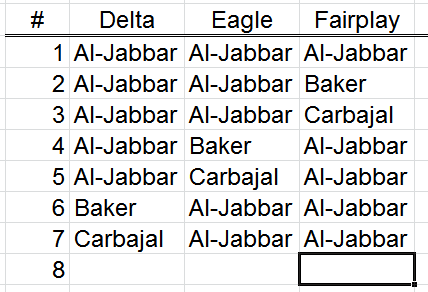 # Delta Eagle Fairplay
1 Al-Jabbar Al-Jabbar Al-Jabbar
2 Al-Jabbar Al-Jabbar Baker
3 Al-Jabbar Al-Jabbar Carbajal
4 Al-Jabbar Baker Al-Jabbar
5 Al-Jabbar Carbajal Al-Jabbar
6 Baker Al-Jabbar Al-Jabbar
7 Carbajal Al-Jabbar Al-Jabbar
8